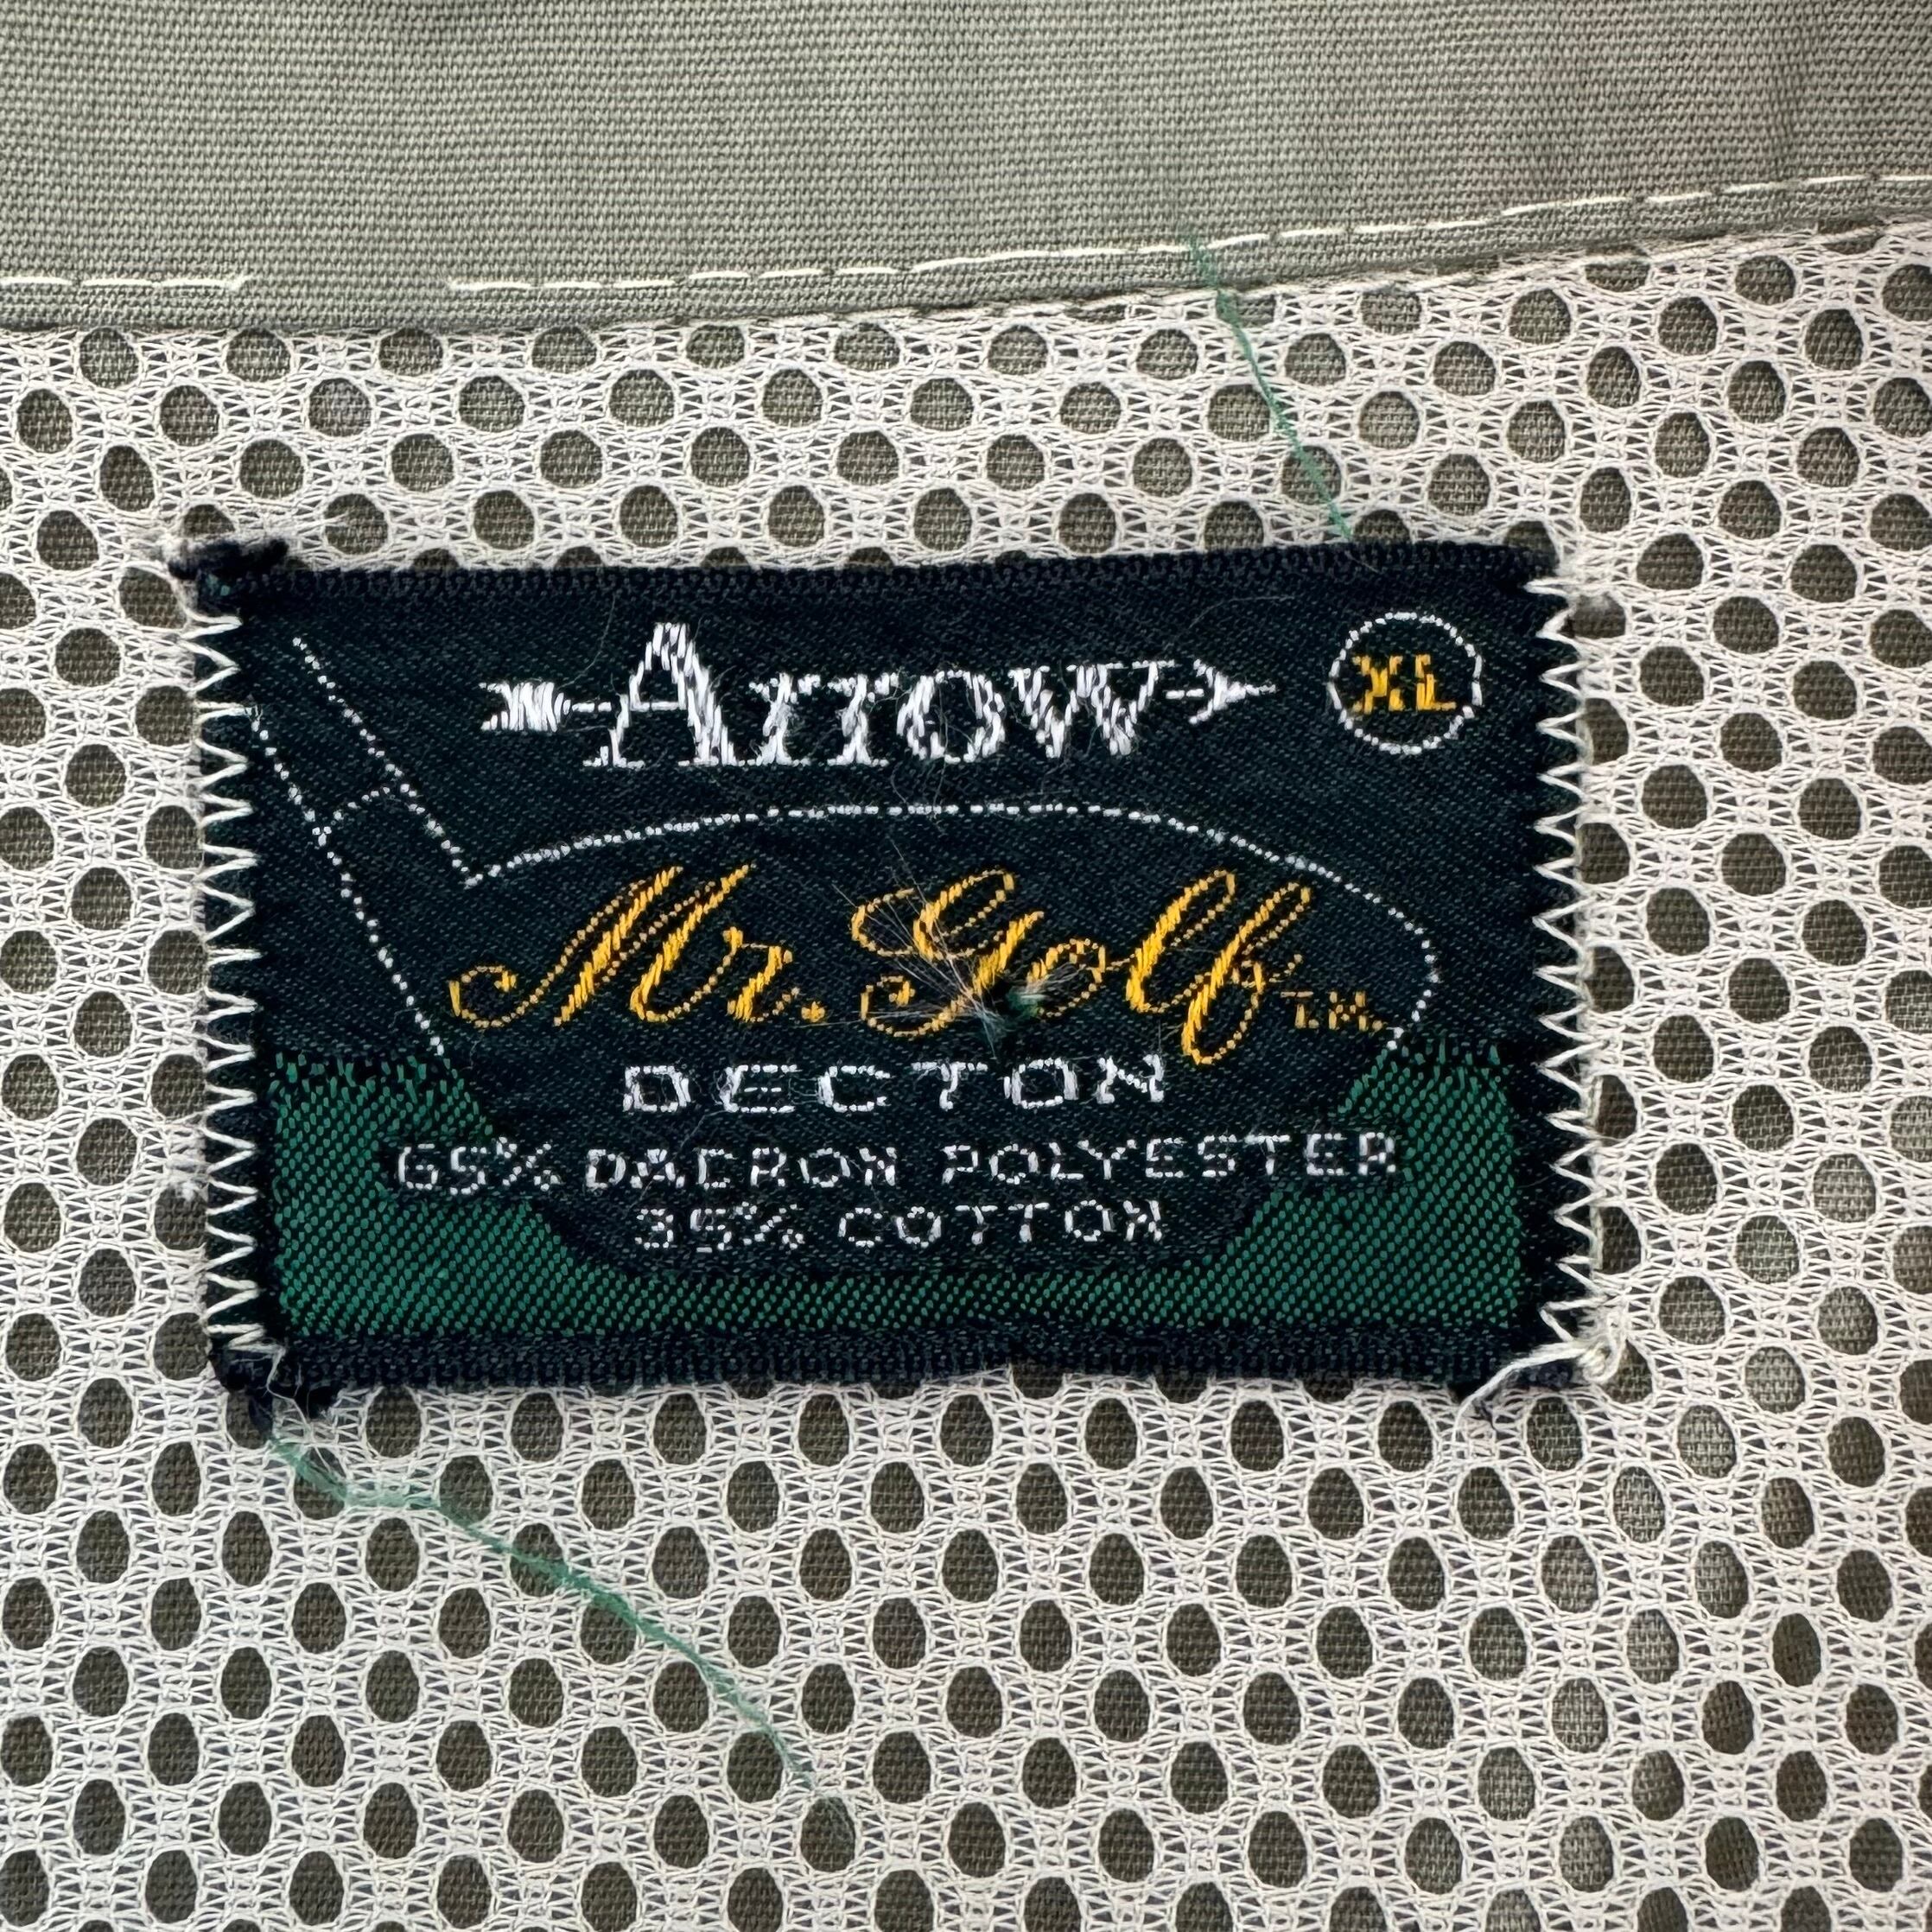 Arrow XL
Mr. Golf T.M.
DECTON
65% DACRON POLYESTER
35% COTTON